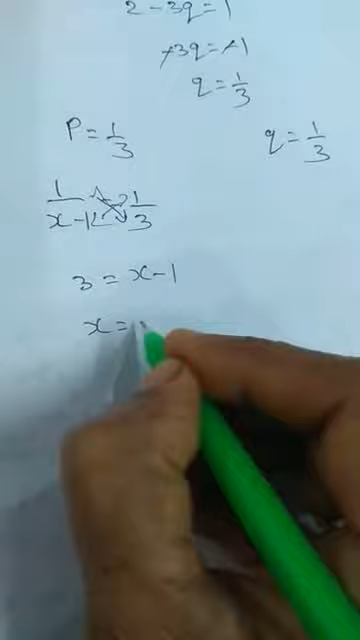 2 - 3q = 1
-3q = -1
q = 1/3
P = 1/3
q = 1/3
1/x-1 = 1/3
3 = x - 1
x =